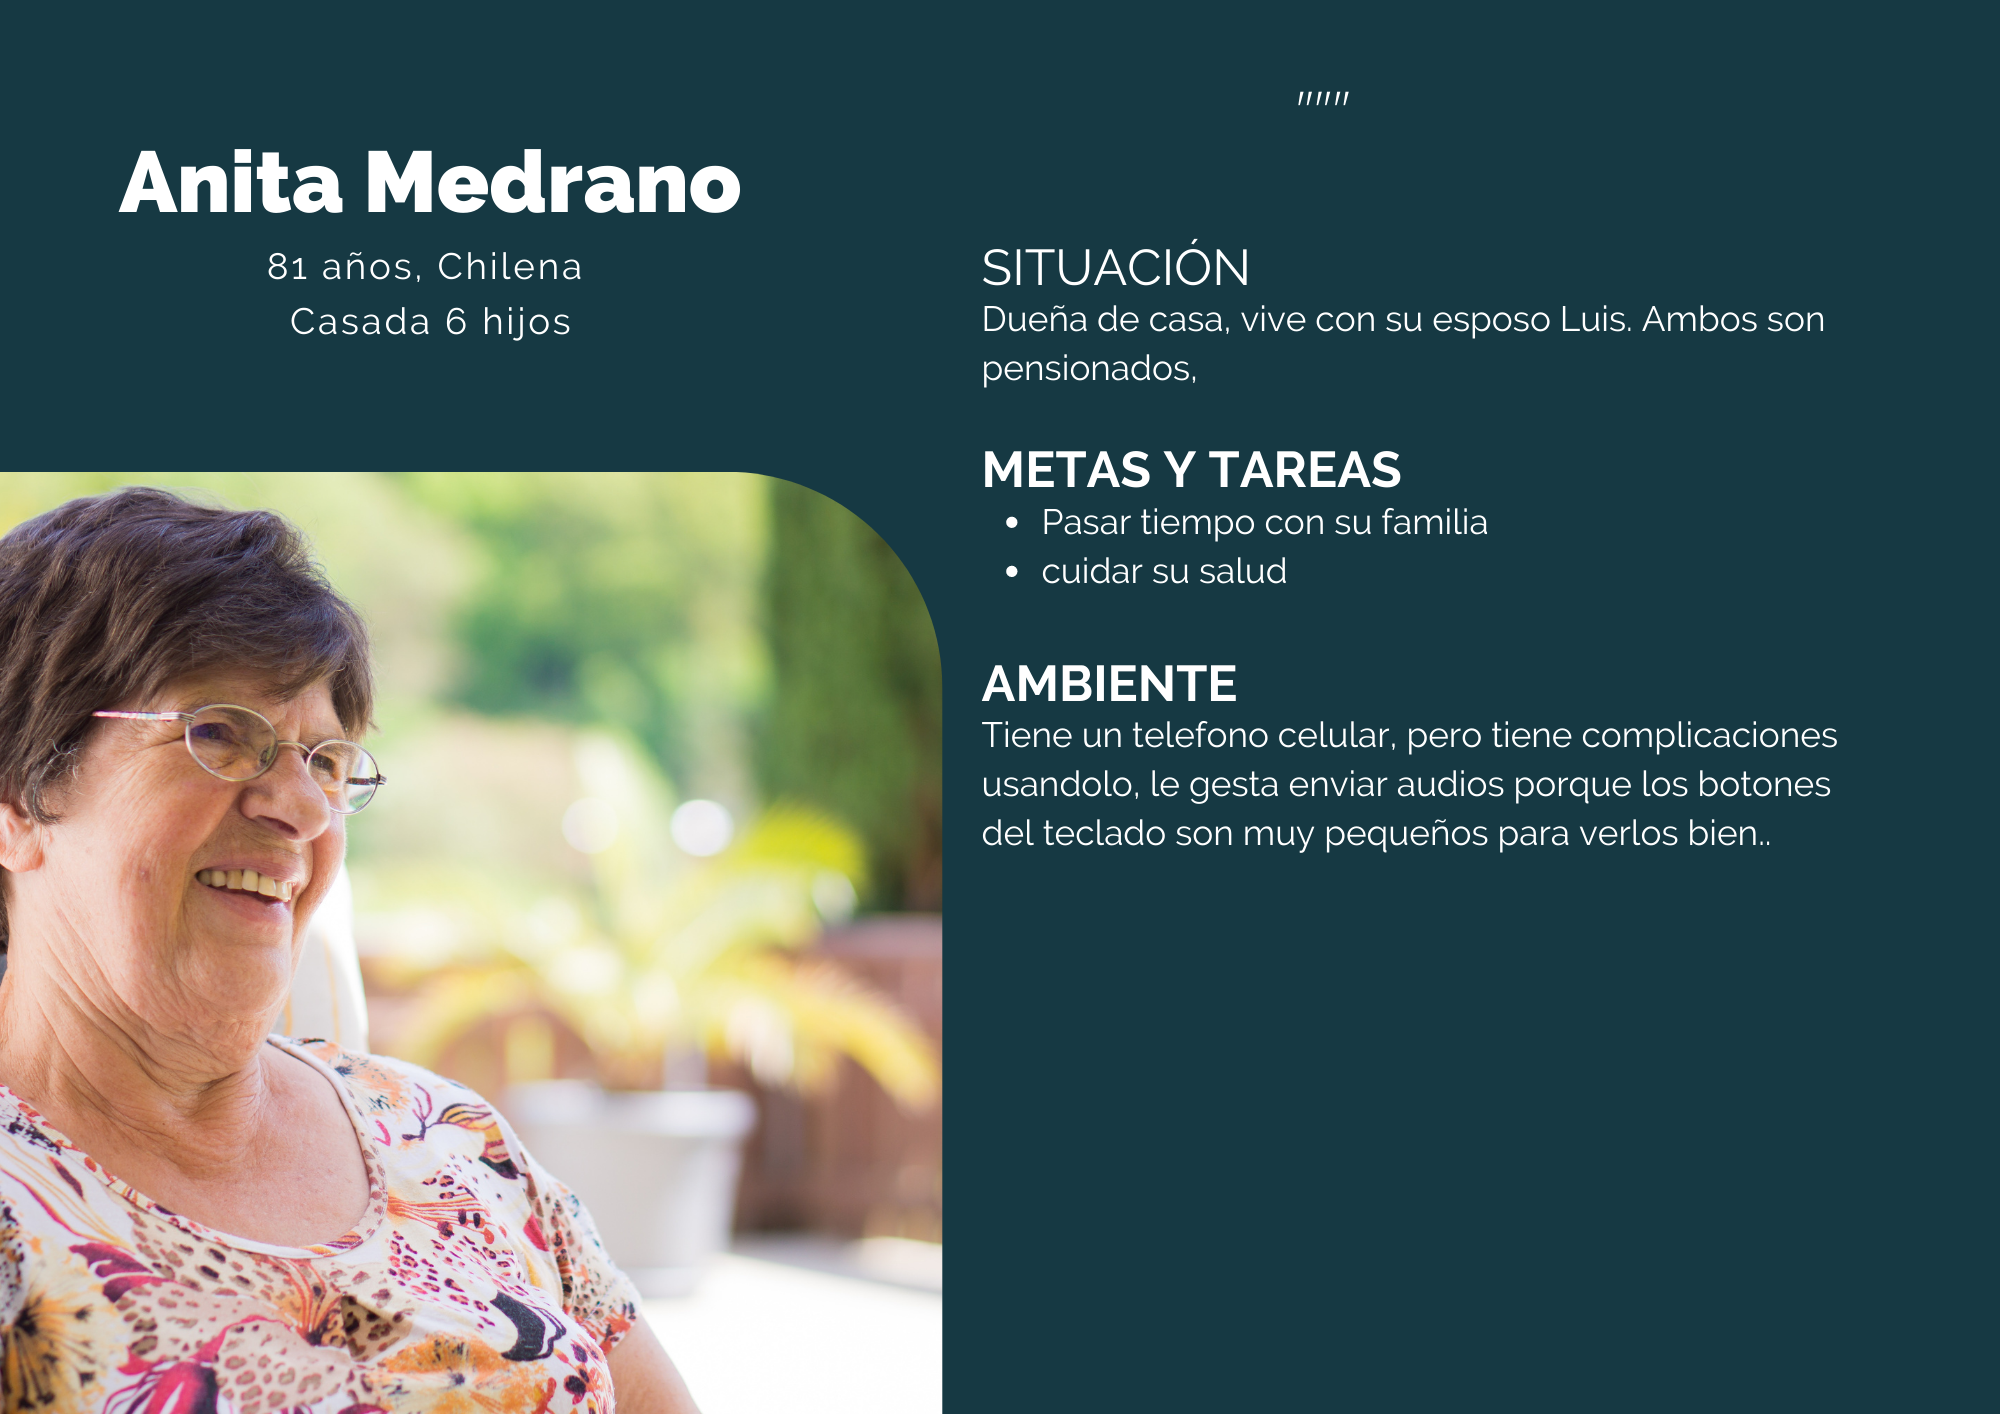 """"
Anita Medrano
81 años, Chilena
Casada 6 hijos
SITUACIÓN
Dueña de casa, vive con su esposo Luis. Ambos son
pensionados,
METAS Y TAREAS
• Pasar tiempo con su familia
• cuidar su salud
AMBIENTE
Tiene un telefono celular, pero tiene complicaciones
usandolo, le gesta enviar audios porque los botones
del teclado son muy pequeños para verlos bien..